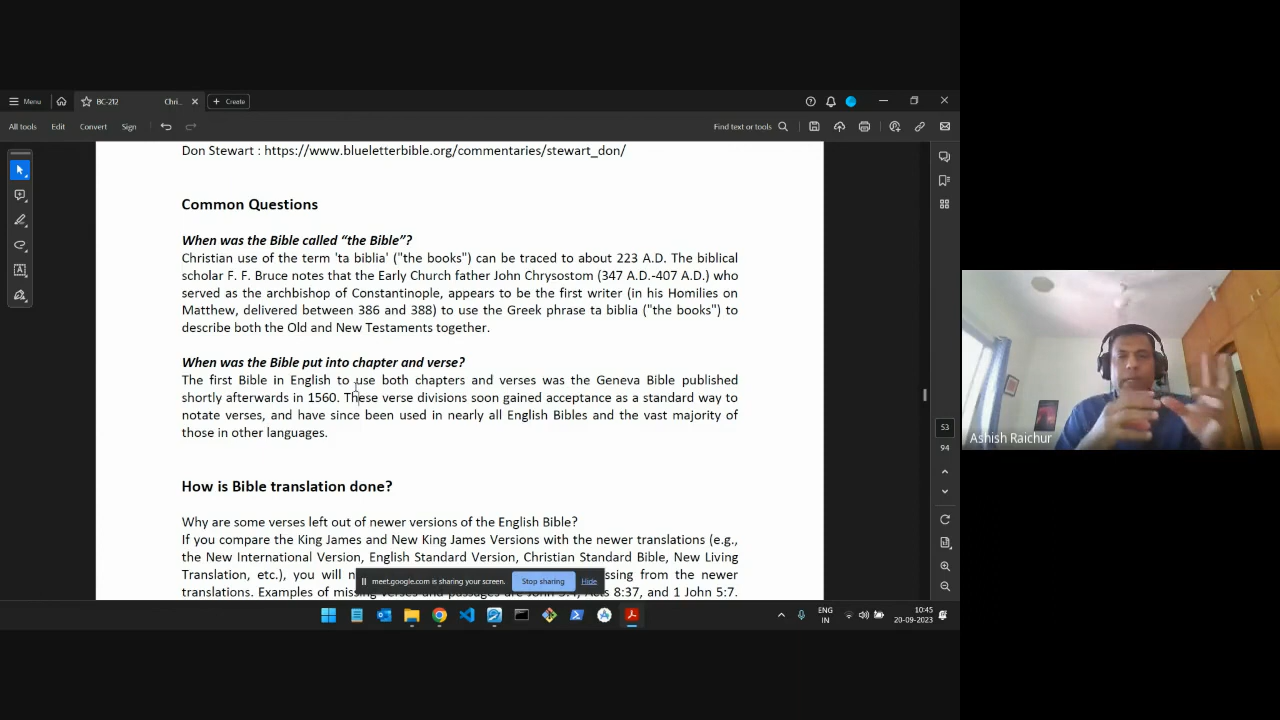 Menu
BC-212
Chri...
Create
All tools
Edit
Convert
Sign
Find text or tools
Don Stewart : https://www.blueletterbible.org/commentaries/stewart_don/
Common Questions
When was the Bible called “the Bible”?
Christian use of the term 'ta biblia' ("the books") can be traced to about 223 A.D. The biblical
scholar F. F. Bruce notes that the Early Church father John Chrysostom (347 A.D.-407 A.D.) who
served as the archbishop of Constantinople, appears to be the first writer (in his Homilies on
Matthew, delivered between 386 and 388) to use the Greek phrase ta biblia ("the books") to
describe both the Old and New Testaments together.
When was the Bible put into chapter and verse?
The first Bible in English to use both chapters and verses was the Geneva Bible published
shortly afterwards in 1560. These verse divisions soon gained acceptance as a standard way to
notate verses, and have since been used in nearly all English Bibles and the vast majority of
those in other languages.
How is Bible translation done?
Why are some verses left out of newer versions of the English Bible?
If you compare the King James and New King James Versions with the newer translations (e.g.,
the New International Version, English Standard Version, Christian Standard Bible, New Living
Translation, etc.), you will from the newer
translations. Examples of missing verses and passages are 8:37, and 1 John 5:7.
meet.google.com is sharing your screen.
Stop sharing
Hide
53
94
Ashish Raichur
ENG
IN
10:45
20-09-2023